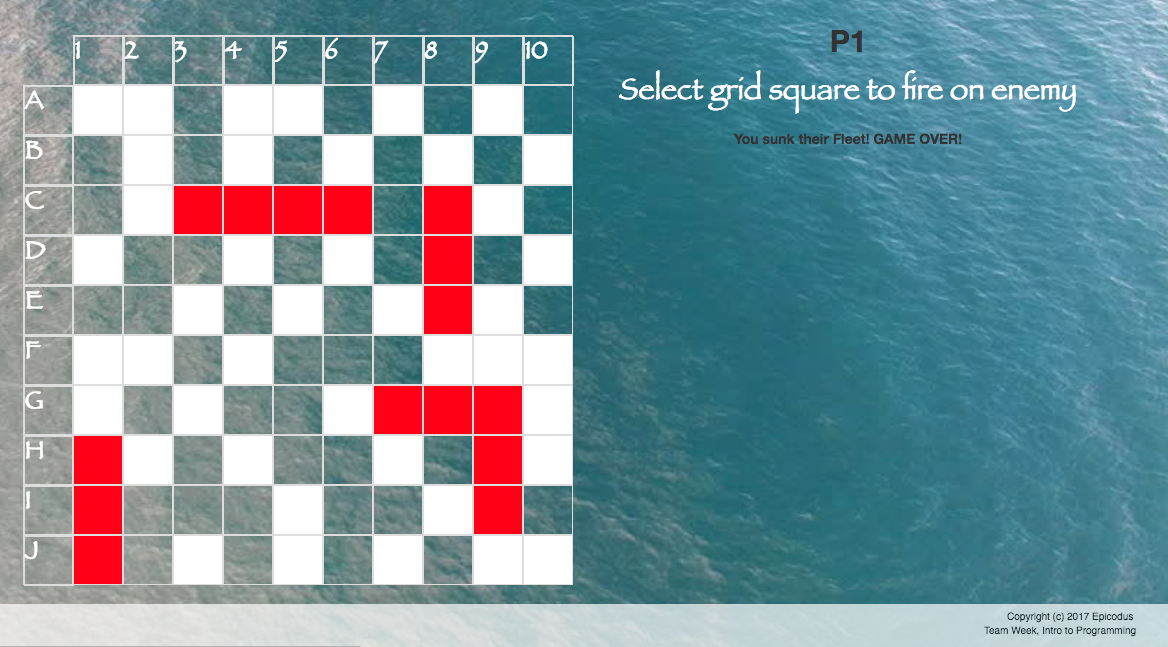 1 2 3 4 5 6 7 8 9 10
A
B
C
D
E
F
G
H
I
J
P1
Select grid square to fire on enemy
You sunk their Fleet! GAME OVER!
Copyright (c) 2017 Epicodus
Team Week, Intro to Programming